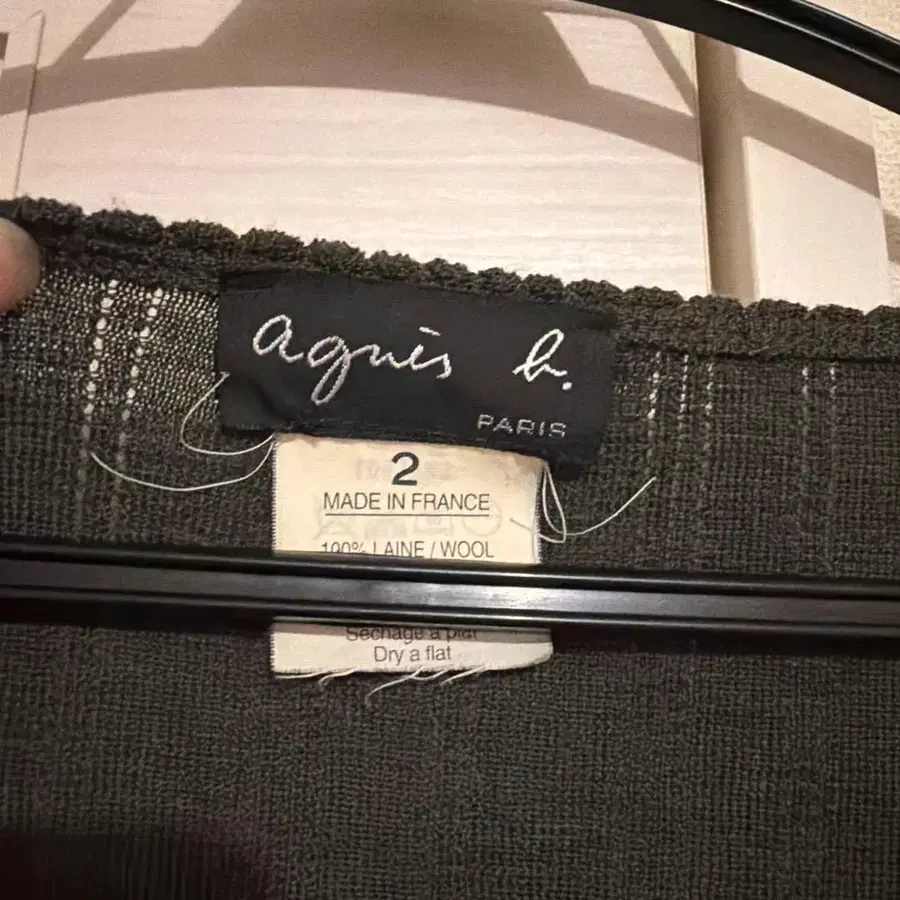 agnès b.
PARIS
2
MADE IN FRANCE
100% LAINE / WOOL
Sechage a plat
Dry a flat